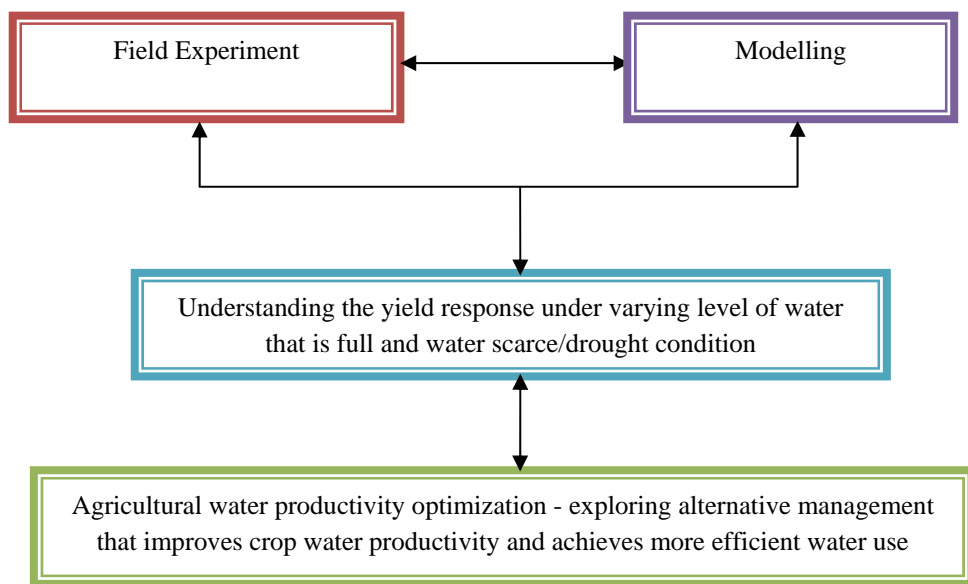 Field Experiment
Modelling
Understanding the yield response under varying level of water
that is full and water scarce/drought condition
Agricultural water productivity optimization - exploring alternative management
that improves crop water productivity and achieves more efficient water use